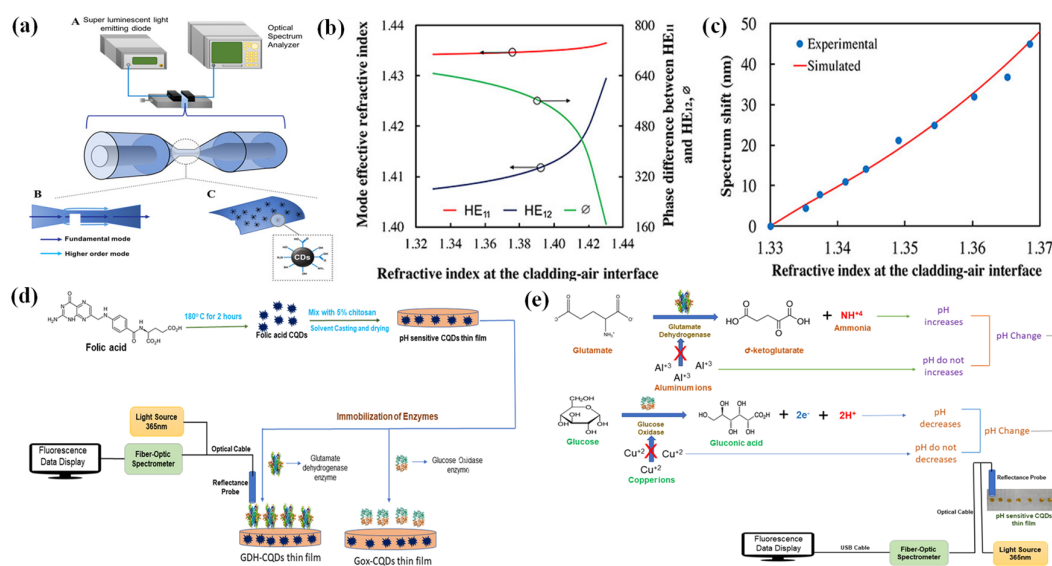 (a)
A
Super luminescent light
emitting diode
Optical
Spectrum
Analyzer
B
C
Fundamental mode
Higher order mode
CDs
(b)
Mode effective refractive index
1.44
1.43
1.42
1.41
1.40
800
640
480
320
160
Phase difference between HE11
and HE12, ∅
HE11 HE12 ∅
1.32 1.34 1.36 1.38 1.40 1.42 1.44
Refractive index at the cladding-air interface
(c)
Spectrum shift (nm)
50
40
30
20
10
0
Experimental
Simulated
1.33 1.34 1.35 1.36 1.37
Refractive index at the cladding-air interface
(d)
Folic acid
180° C for 2 hours
Folic acid CQDs
Mix with 5% chitosan
Solvent Casting and drying
pH sensitive CQDs thin film
Immobilization of Enzymes
Light Source
365nm
Fluorescence
Data Display
Fiber-Optic
Spectrometer
Optical Cable
Reflectance
Probe
Glutamate
dehydrogenase
enzyme
Glucose Oxidase
enzyme
GDH-CQDs thin film
Gox-CQDs thin film
(e)
Glutamate
Glutamate
Dehydrogenase
Al+3 Al+3
Al+3
Aluminum ions
α-ketoglutarate
+ NH+4
Ammonia
pH
increases
pH do not
increases
pH Change
Glucose
Glucose
Oxidase
Cu+2 Cu+2
Cu+2
Copper ions
Gluconic acid
+ 2e- + 2H+
pH
decreases
pH do not
decreases
pH Change
Reflectance
Probe
Optical Cable
pH sensitive CQDs
thin film
Fluorescence
Data Display
USB Cable
Fiber-Optic
Spectrometer
Light Source
365 nm